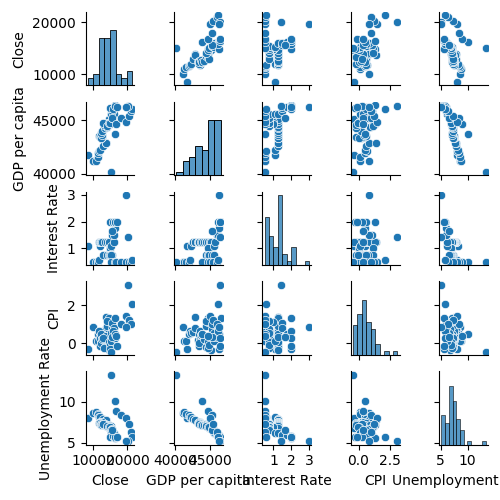 20000
10000
Close
45000
40000
GDP per capita
3
2
1
Interest Rate
2
0
CPI
10
5
Unemployment Rate
10000 20000 40000 45000 1 2 3 0.0 2.5 5 10
Close GDP per capita Interest Rate CPI Unemployment